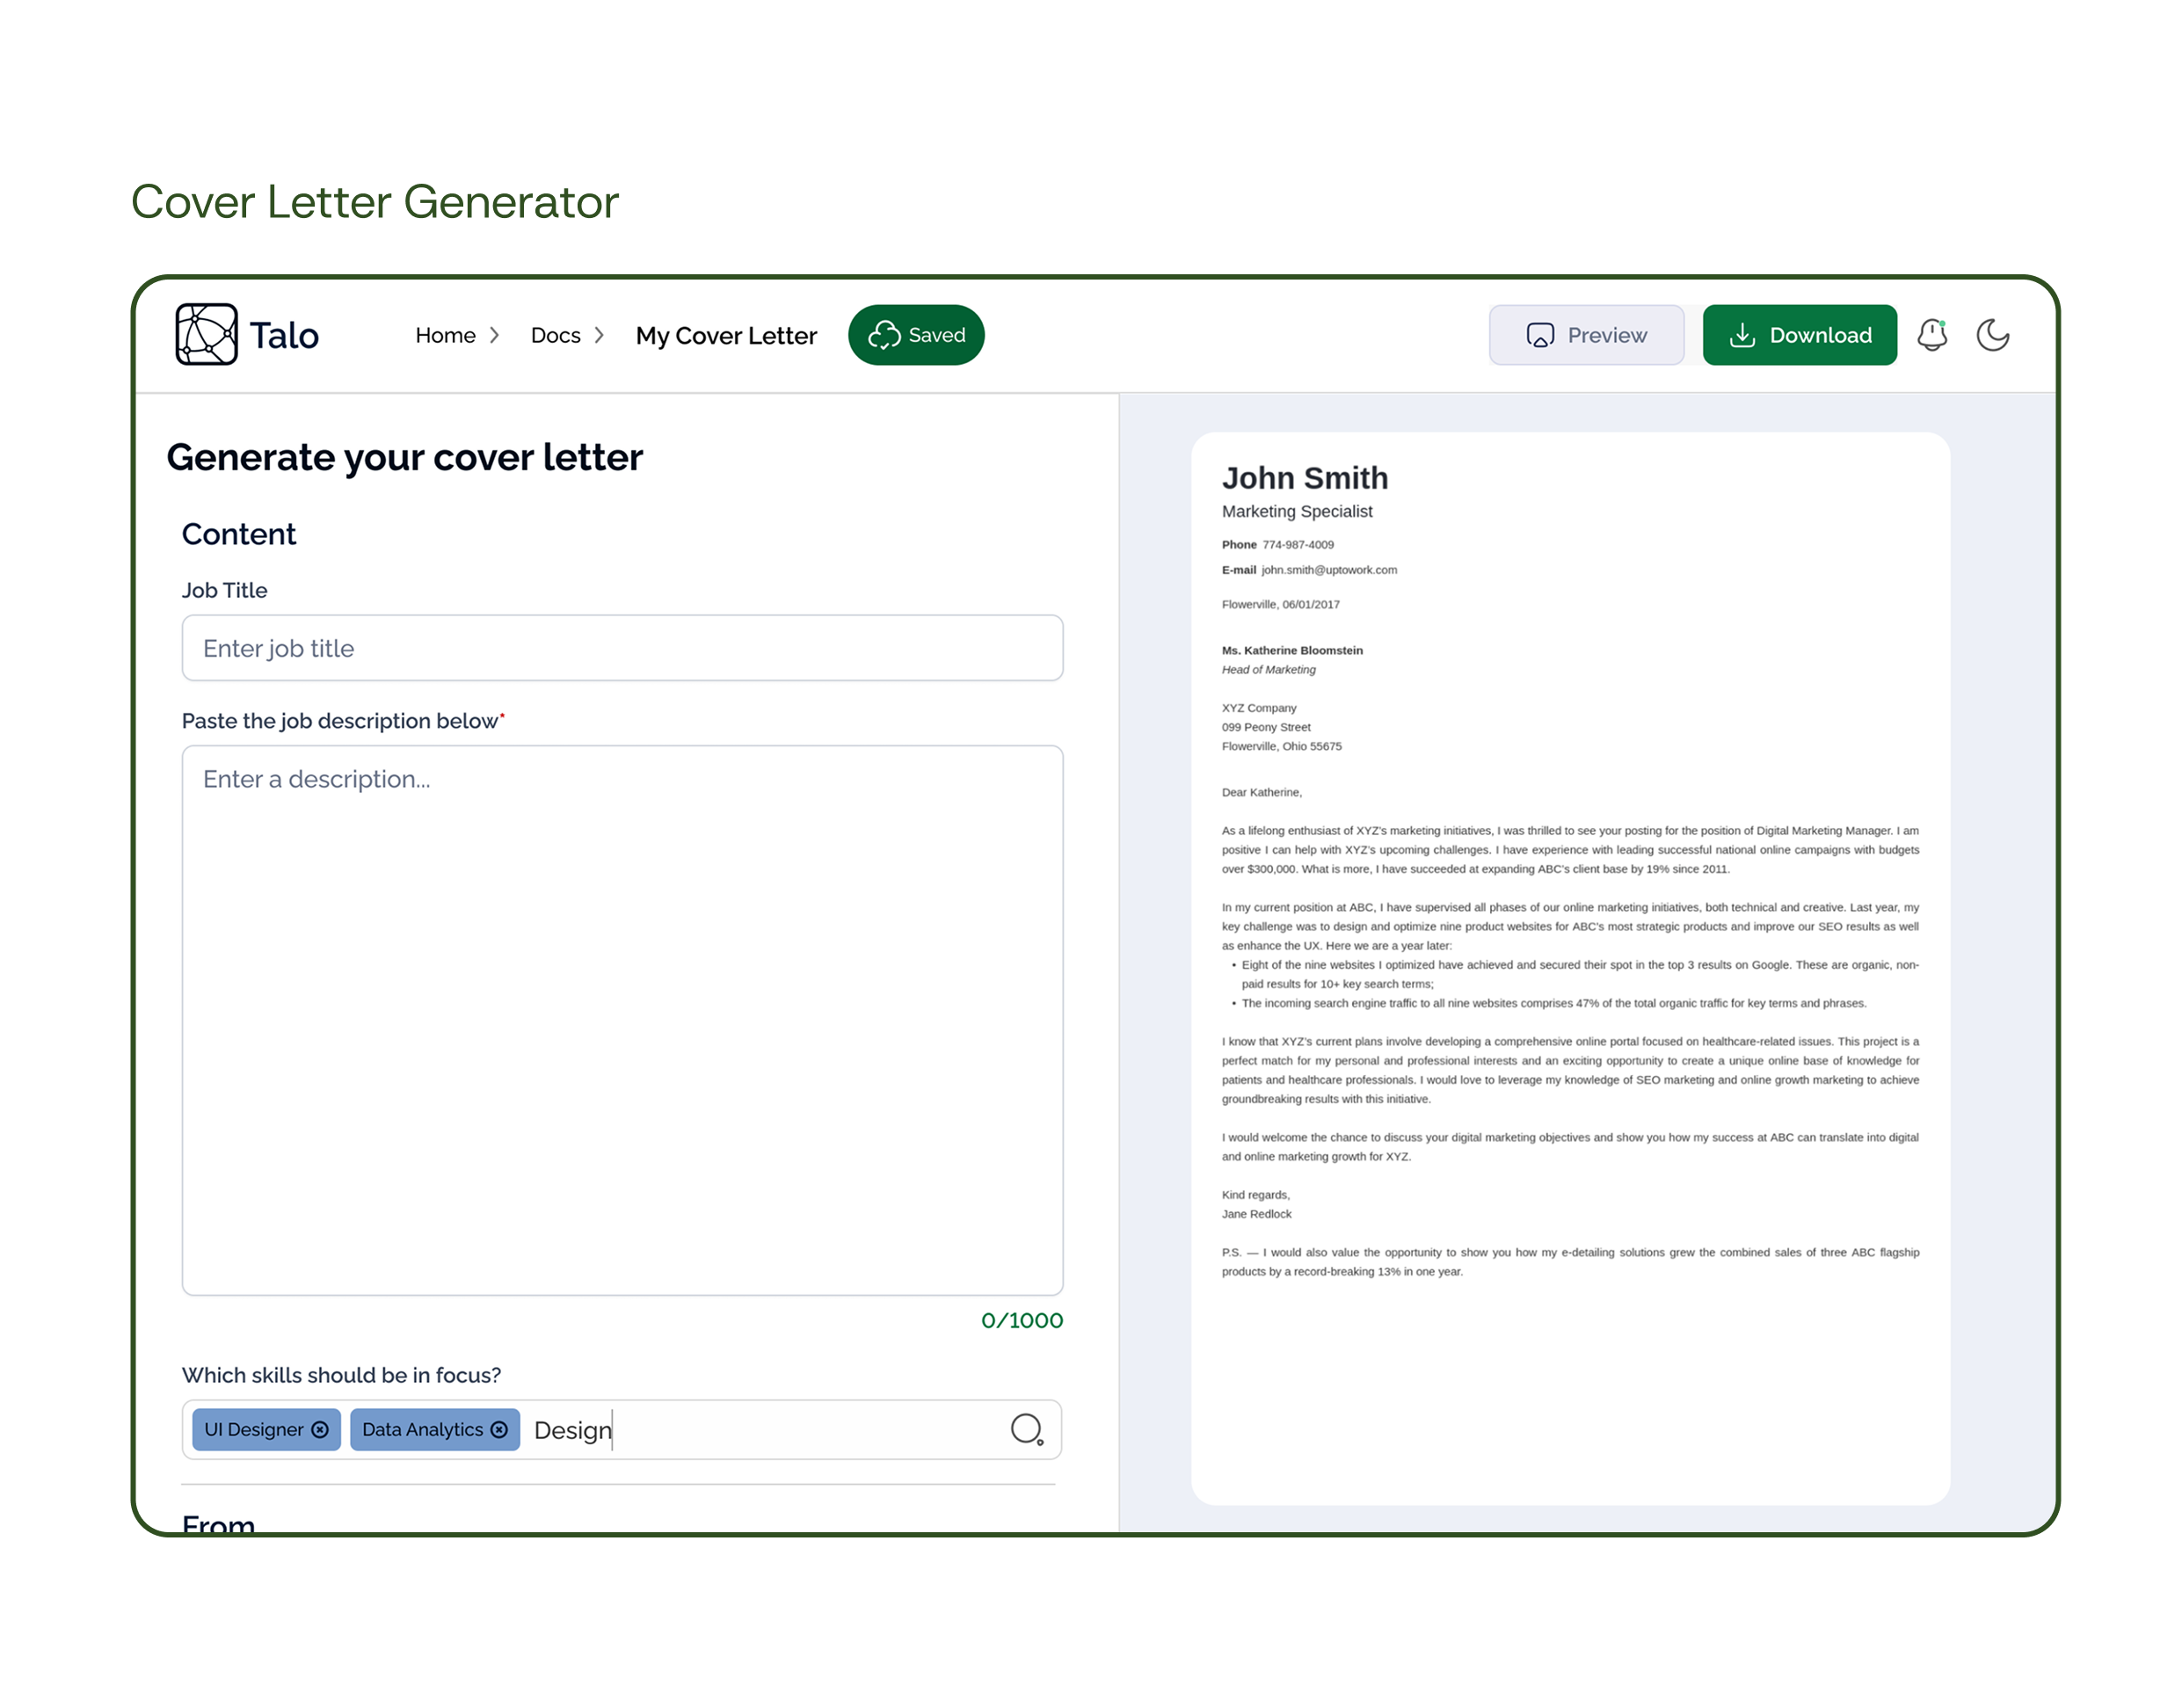 Cover Letter Generator
Talo
Home
Docs
My Cover Letter
Saved
Preview
Download
Generate your cover letter
Content
Job Title
Enter job title
Paste the job description below*
Enter a description...
0/1000
Which skills should be in focus?
UI Designer
Data Analytics
Design
From
John Smith
Marketing Specialist
Phone 774-987-4009
E-mail john.smith@uptowork.com
Flowerville, 06/01/2017
Ms. Katherine Bloomstein
Head of Marketing
XYZ Company
099 Peony Street
Flowerville, Ohio 55675
Dear Katherine,
As a lifelong enthusiast of XYZ's marketing initiatives, I was thrilled to see your posting for the position of Digital Marketing Manager. I am
positive I can help with XYZ's upcoming challenges. I have experience with leading successful national online campaigns with budgets
over $300,000. What is more, I have succeeded at expanding ABC's client base by 19% since 2011.
In my current position at ABC, I have supervised all phases of our online marketing initiatives, both technical and creative. Last year, my
key challenge was to design and optimize nine product websites for ABC's most strategic products and improve our SEO results as well
as enhance the UX. Here we are a year later:
• Eight of the nine websites I optimized have achieved and secured their spot in the top 3 results on Google. These are organic, non-
paid results for 10+ key search terms;
• The incoming search engine traffic to all nine websites comprises 47% of the total organic traffic for key terms and phrases.
I know that XYZ's current plans involve developing a comprehensive online portal focused on healthcare-related issues. This project is a
perfect match for my personal and professional interests and an exciting opportunity to create a unique online base of knowledge for
patients and healthcare professionals. I would love to leverage my knowledge of SEO marketing and online growth marketing to achieve
groundbreaking results with this initiative.
I would welcome the chance to discuss your digital marketing objectives and show you how my success at ABC can translate into digital
and online marketing growth for XYZ.
Kind regards,
Jane Redlock
P.S. — I would also value the opportunity to show you how my e-detailing solutions grew the combined sales of three ABC flagship
products by a record-breaking 13% in one year.